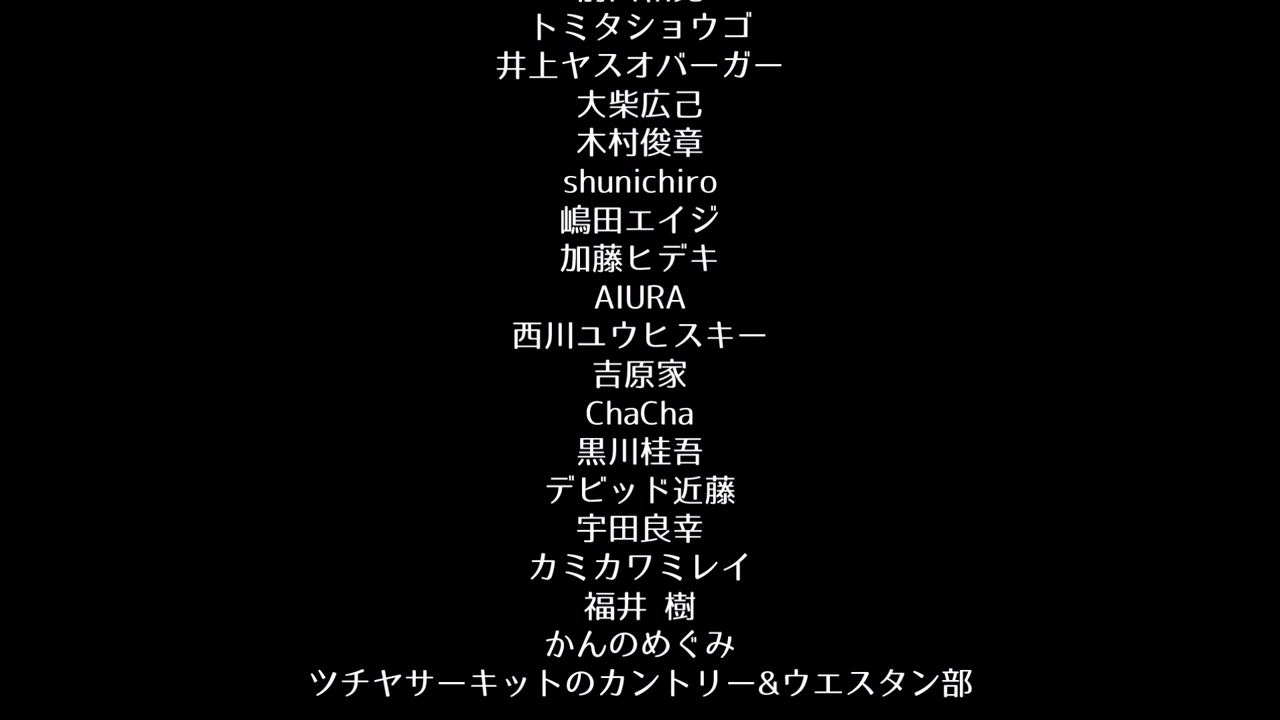 トミタショウゴ
井上ヤスオバーガー
大柴広己
木村俊章
shunichiro
嶋田エイジ
加藤ヒデキ
AIURA
西川ユウヒスキー
吉原家
ChaCha
黒川桂吾
デビッド近藤
宇田良幸
カミカワミレイ
福井 樹
かんのめぐみ
ツチヤサーキットのカントリー&ウエスタン部